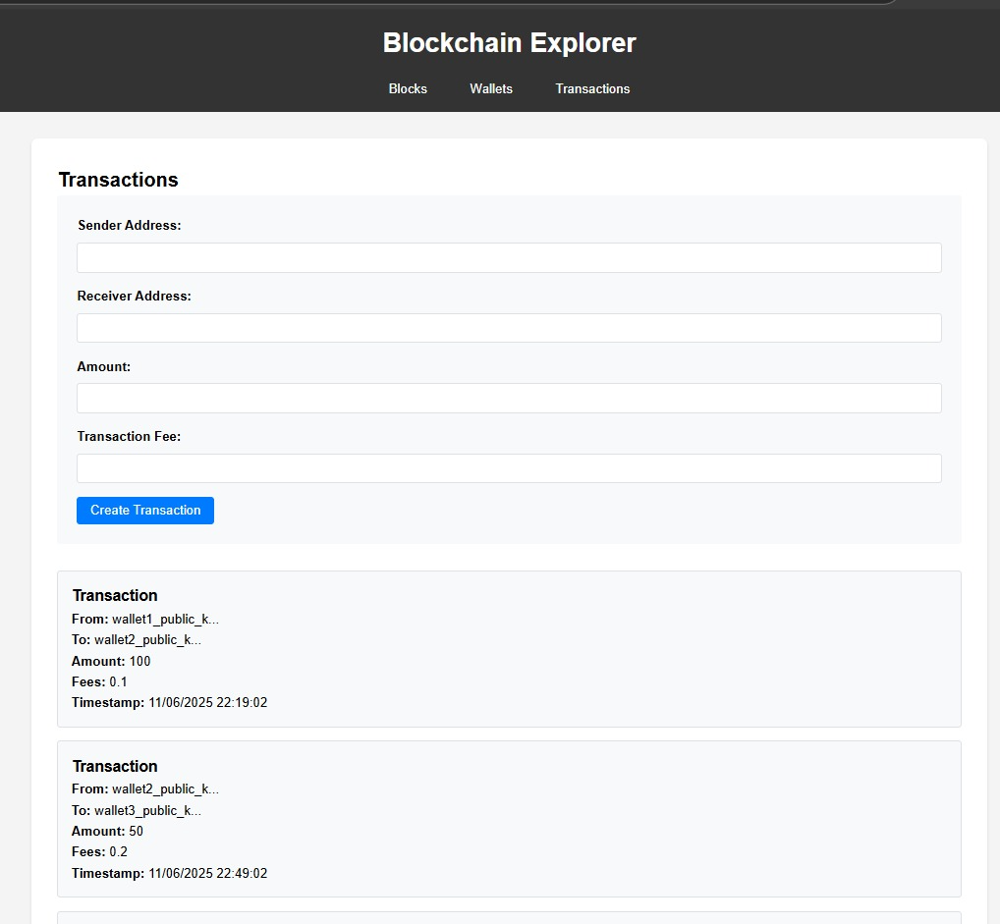 Blockchain Explorer
Blocks Wallets Transactions
Transactions
Sender Address:
Receiver Address:
Amount:
Transaction Fee:
Create Transaction
Transaction
From: wallet1_public_k...
To: wallet2_public_k...
Amount: 100
Fees: 0.1
Timestamp: 11/06/2025 22:19:02
Transaction
From: wallet2_public_k...
To: wallet3_public_k...
Amount: 50
Fees: 0.2
Timestamp: 11/06/2025 22:49:02